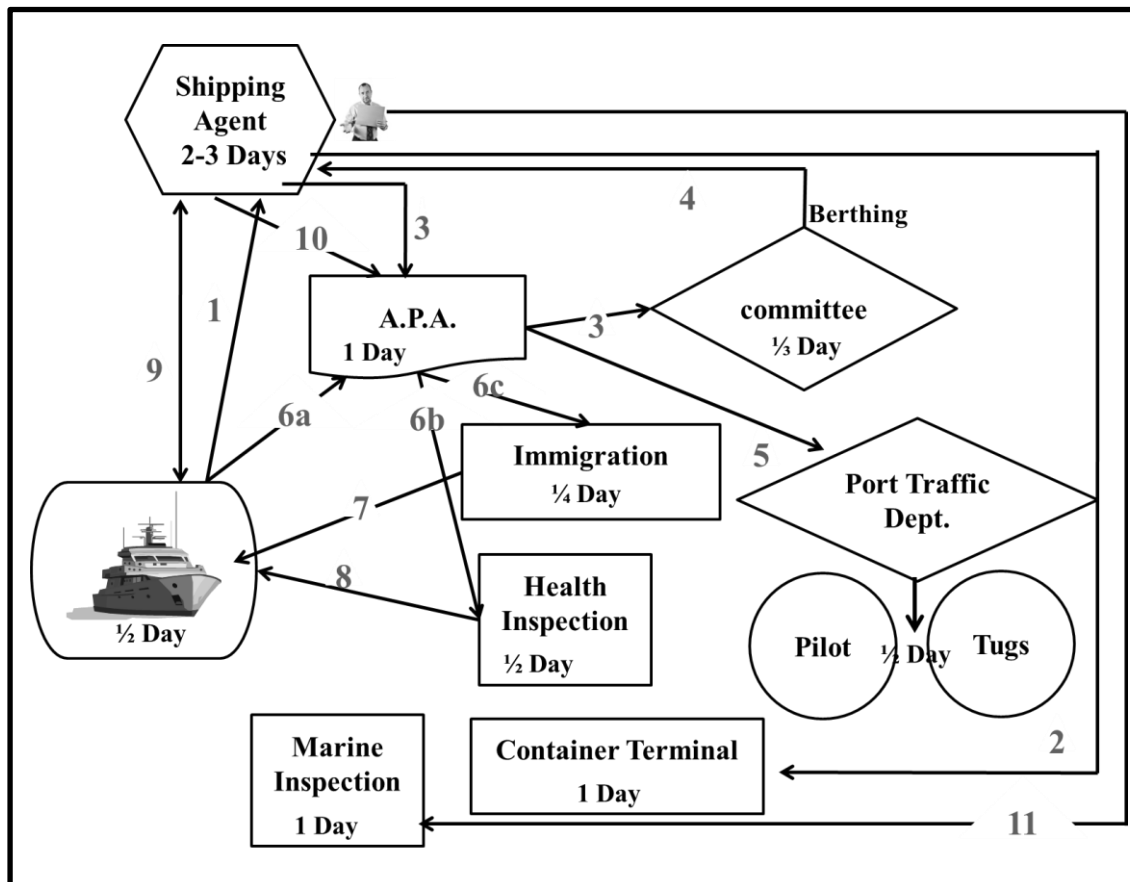 Shipping
Agent
2-3 Days
4
Berthing
3
10
1
A.P.A.
1 Day
3
committee
⅓ Day
9
6a
6b
6c
5
Immigration
¼ Day
Port Traffic
Dept.
7
8
½ Day
Health
Inspection
½ Day
Pilot
½ Day
Tugs
2
Marine
Inspection
1 Day
Container Terminal
1 Day
11